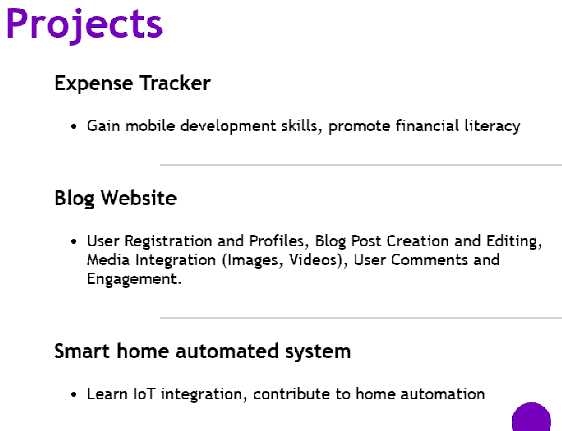 Projects
Expense Tracker
• Gain mobile development skills, promote financial literacy
Blog Website
• User Registration and Profiles, Blog Post Creation and Editing,
Media Integration (Images, Videos), User Comments and
Engagement.
Smart home automated system
• Learn IoT integration, contribute to home automation